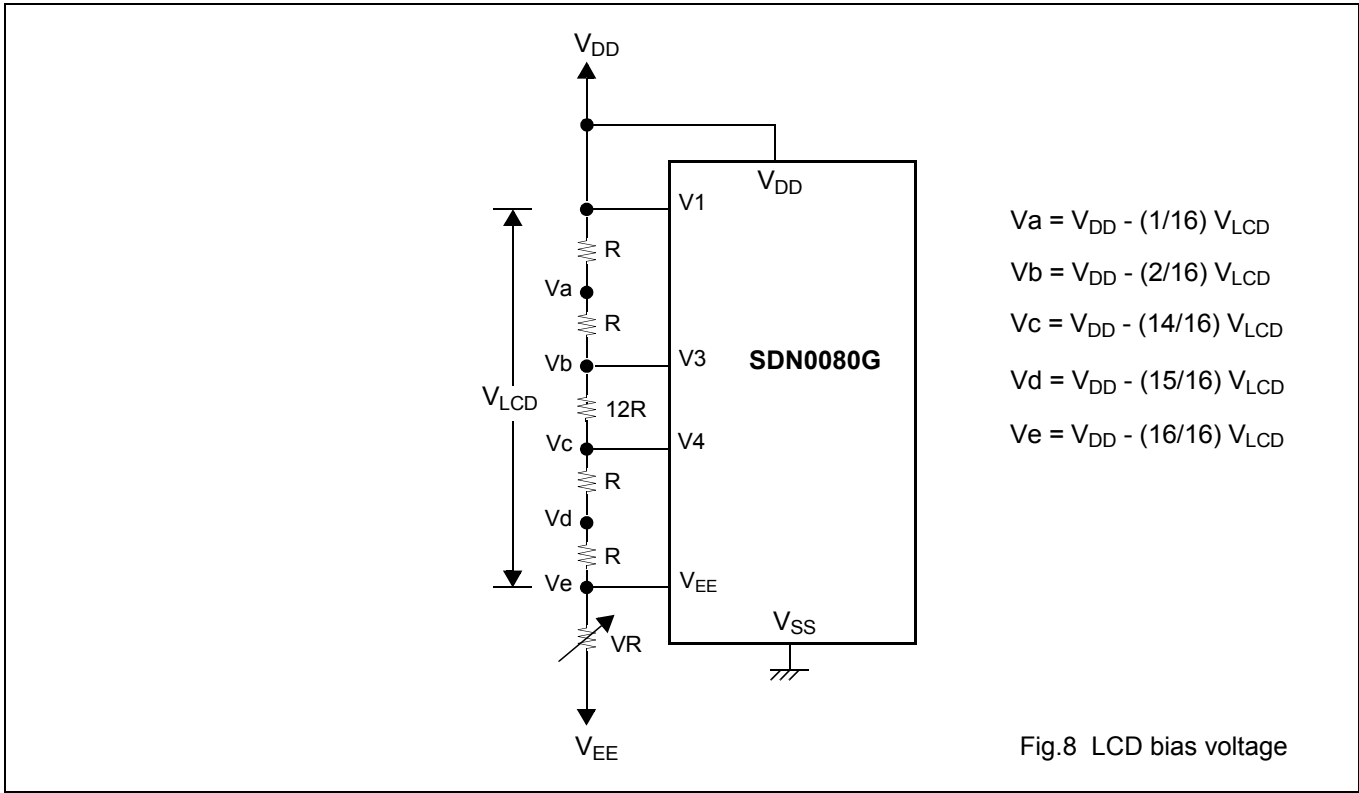 VDD
VDD
V1
R
Va
R
Vb
V3
SDN0080G
VLCD
12R
Vc
V4
R
Vd
R
Ve
VEE
VSS
VR
VEE
Va = VDD - (1/16) VLCD
Vb = VDD - (2/16) VLCD
Vc = VDD - (14/16) VLCD
Vd = VDD - (15/16) VLCD
Ve = VDD - (16/16) VLCD
Fig.8 LCD bias voltage